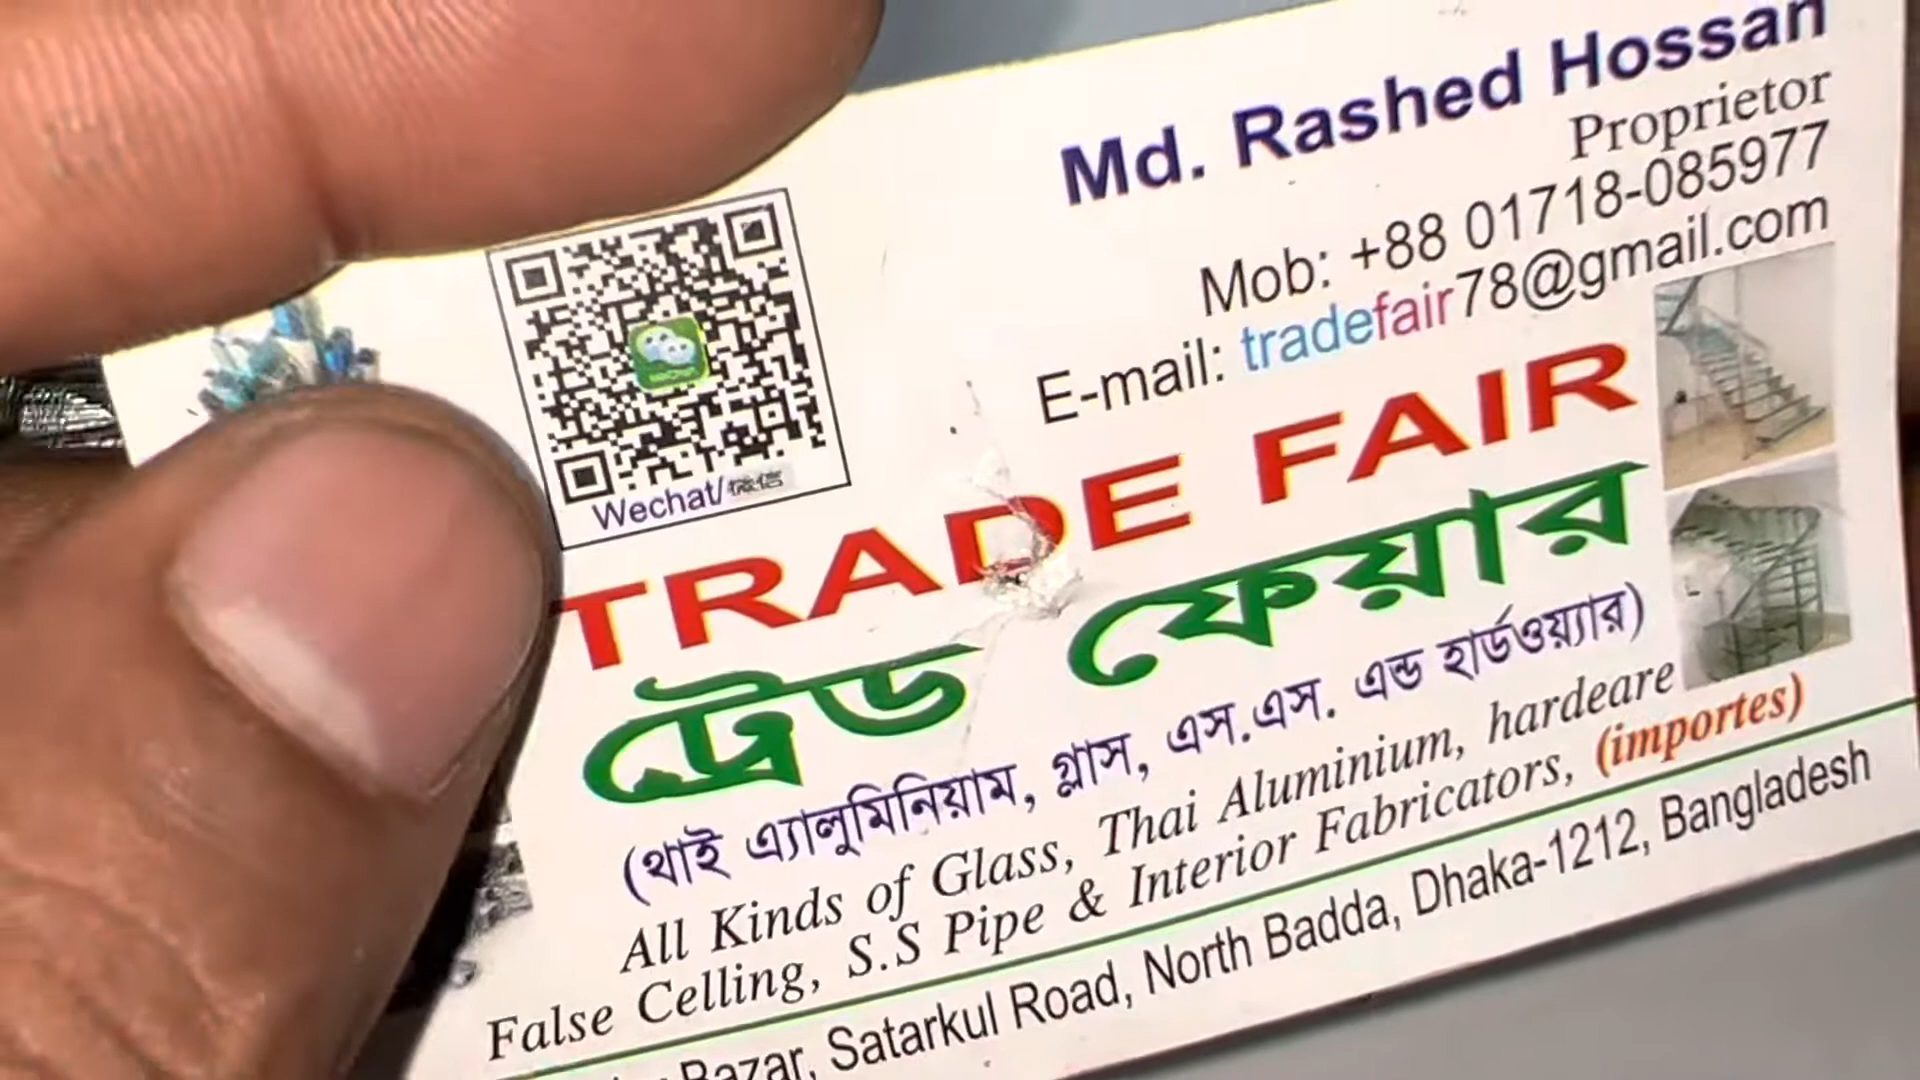 Md. Rashed Hossan
Proprietor
Mob: +88 01718-085977
E-mail: tradefair78@gmail.com
Wechat/微信
TRADE FAIR
ট্রেড ফেয়ার
(থাই এ্যালুমিনিয়াম, গ্লাস, এস.এস. এন্ড হার্ডওয়্যার)
All Kinds of Glass, Thai Aluminium, hardeare
False Celling, S.S Pipe & Interior Fabricators, (importes)
Bazar, Satarkul Road, North Badda, Dhaka-1212, Bangladesh